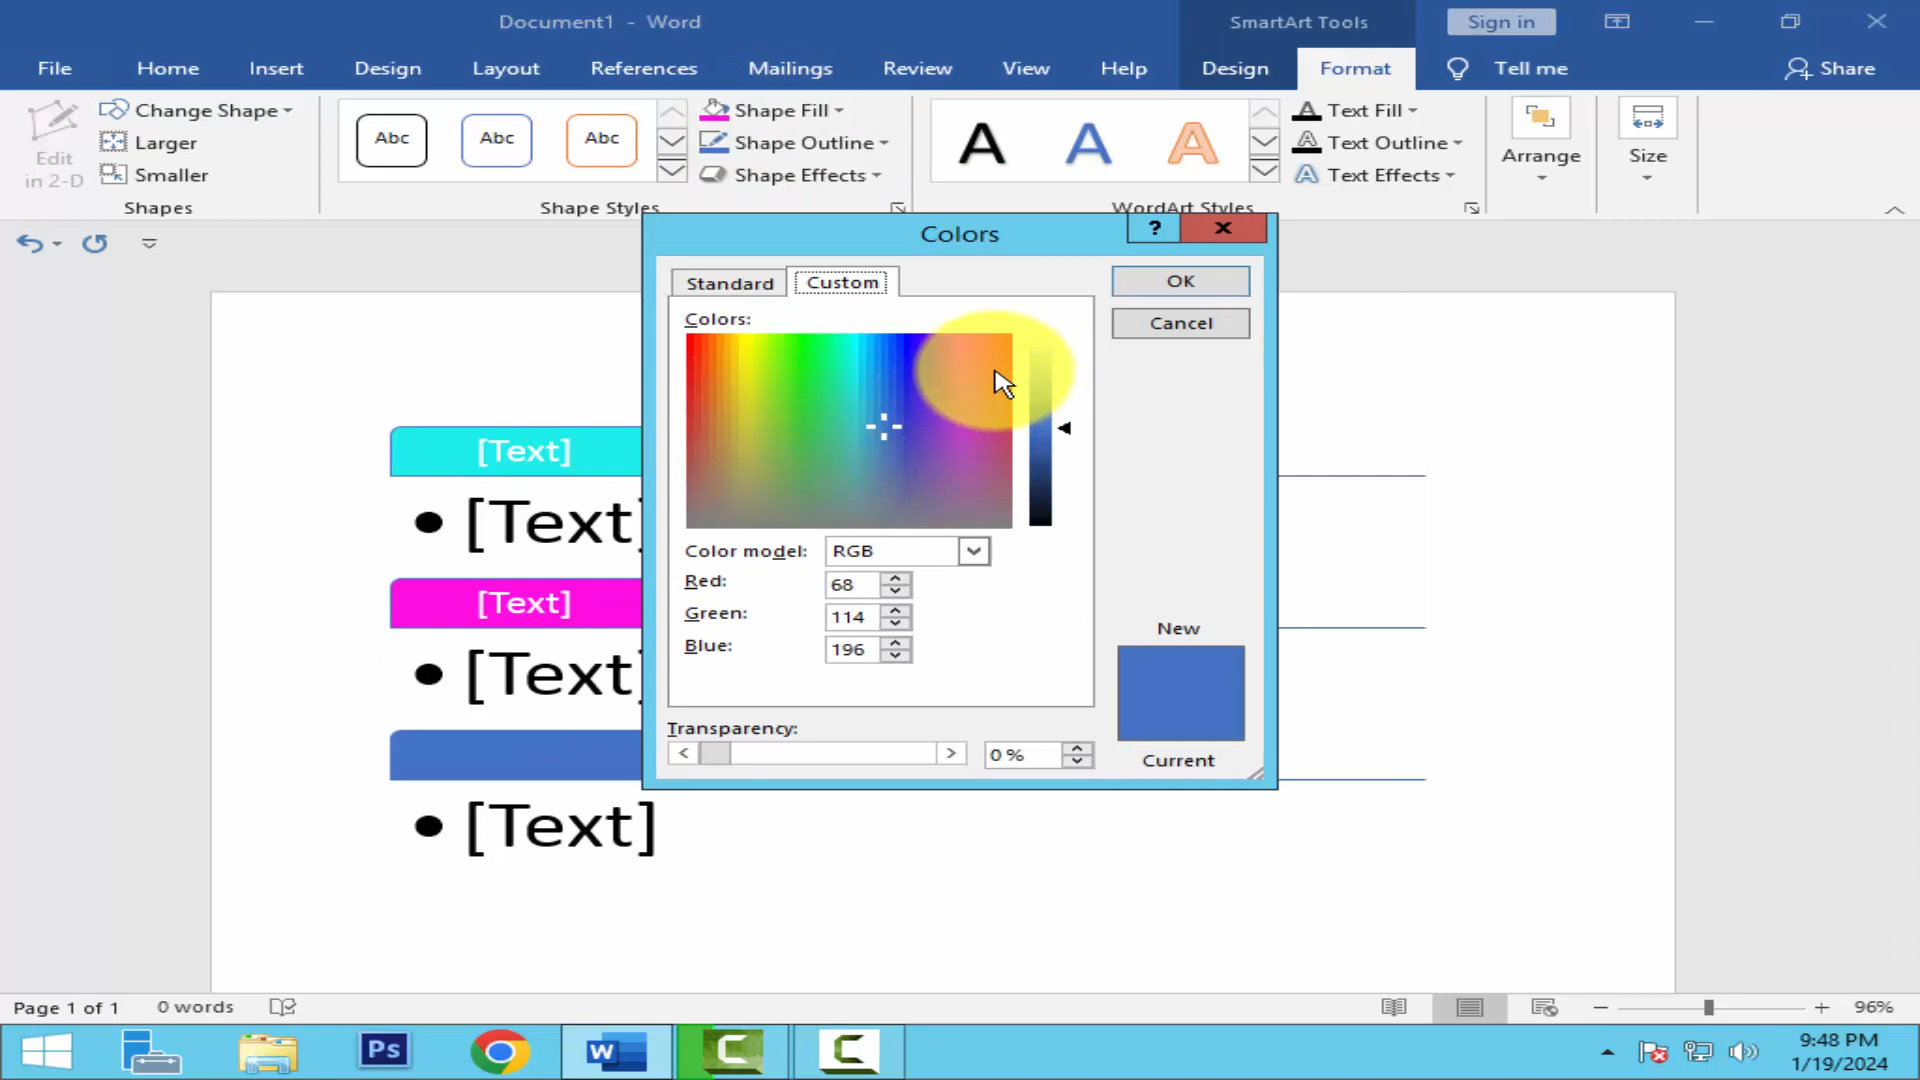 Document1 - Word
SmartArt Tools
Sign in
File
Home
Insert
Design
Layout
References
Mailings
Review
View
Help
Design
Format
Tell me
Share
Edit
in 2-D
Change Shape
Larger
Smaller
Shapes
Abc
Abc
Abc
Shape Fill
Shape Outline
Shape Effects
Shape Styles
A
A
A
Text Fill
Text Outline
Text Effects
WordArt Styles
Arrange
Size
Colors
?
Standard
Custom
OK
Cancel
Colors:
Color model:
RGB
Red:
68
Green:
114
Blue:
196
New
Current
Transparency:
0 %
[Text]
• [Text]
[Text]
• [Text]
• [Text]
Page 1 of 1
0 words
96%
Ps
W
C
C
9:48 PM
1/19/2024